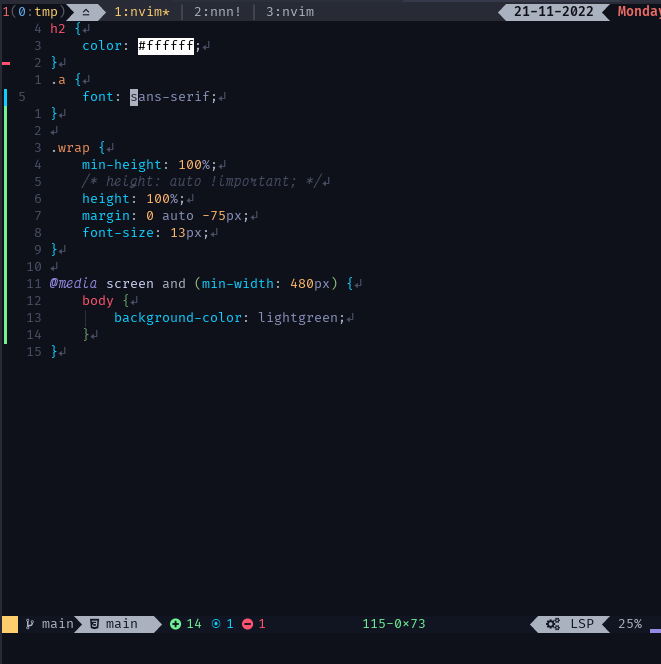 1(0:tmp) 1:nvim* | 2:nnn! | 3:nvim 21-11-2022 Monday
4 h2 {↲
3 color: #ffffff;↲
2 }↲
1 .a {↲
5 font: sans-serif;↲
1 }↲
2 ↲
3 .wrap {↲
4 min-height: 100%;↲
5 /* height: auto !important; */↲
6 height: 100%;↲
7 margin: 0 auto -75px;↲
8 font-size: 13px;↲
9 }↲
10 ↲
11 @media screen and (min-width: 480px) {↲
12 body {↲
13 background-color: lightgreen;↲
14 }↲
15 }↲
main main 14 1 1 115-0×73 LSP 25%